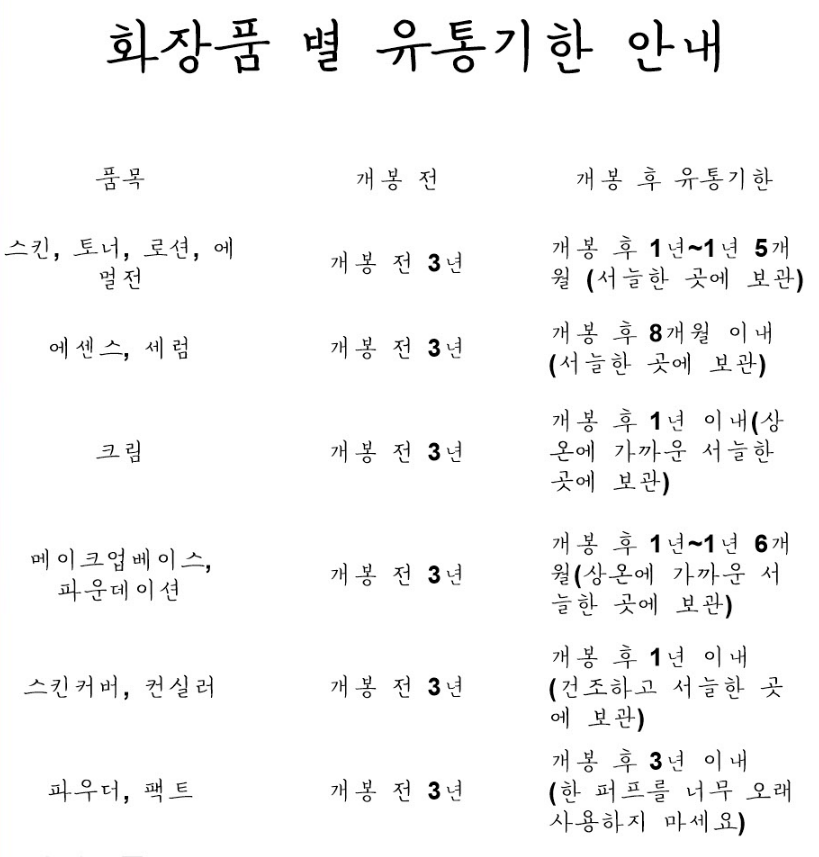 화장품 별 유통기한 안내
품목 개봉 전 개봉 후 유통기한
스킨, 토너, 로션, 에
멀전
개봉 전 3년
개봉 후 1년~1년 5개
월 (서늘한 곳에 보관)
에센스, 세럼
개봉 전 3년
개봉 후 8개월 이내
(서늘한 곳에 보관)
크림
개봉 전 3년
개봉 후 1년 이내(상
온에 가까운 서늘한
곳에 보관)
메이크업베이스,
파운데이션
개봉 전 3년
개봉 후 1년~1년 6개
월(상온에 가까운 서
늘한 곳에 보관)
스킨커버, 컨실러
개봉 전 3년
개봉 후 1년 이내
(건조하고 서늘한 곳
에 보관)
파우더, 팩트
개봉 전 3년
개봉 후 3년 이내
(한 퍼프를 너무 오래
사용하지 마세요)